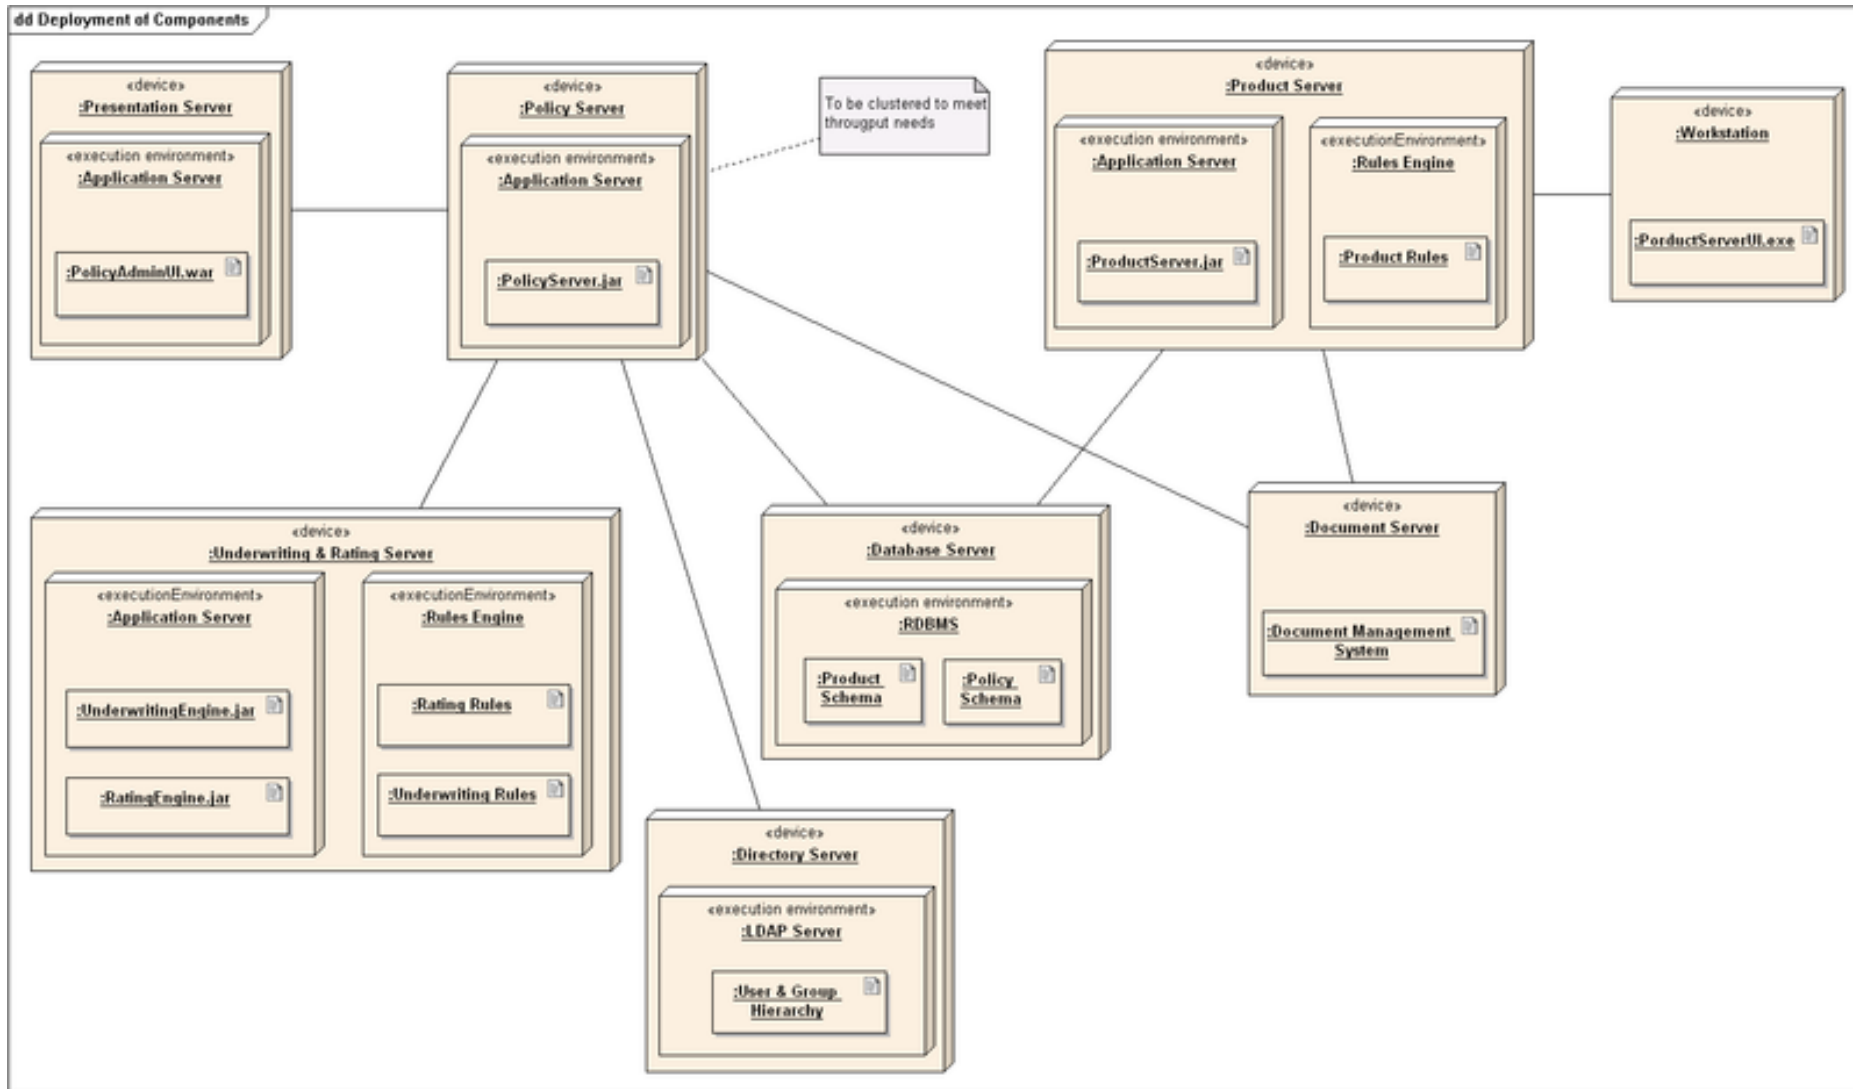 dd Deployment of Components
«device»
:Presentation Server
«execution environment»
:Application Server
:PolicyAdminUI.war
«device»
:Policy Server
«execution environment»
:Application Server
:PolicyServer.jar
To be clustered to meet
througput needs
«device»
:Product Server
«execution environment»
:Application Server
:ProductServer.jar
«executionEnvironment»
:Rules Engine
:Product Rules
«device»
:Workstation
:PorductServerUI.exe
«device»
:Underwriting & Rating Server
«executionEnvironment»
:Application Server
:UnderwritingEngine.jar
:RatingEngine.jar
«executionEnvironment»
:Rules Engine
:Rating Rules
:Underwriting Rules
«device»
:Database Server
«execution environment»
:RDBMS
:Product
Schema
:Policy
Schema
«device»
:Document Server
:Document Management
System
«device»
:Directory Server
«execution environment»
:LDAP Server
:User & Group
Hierarchy